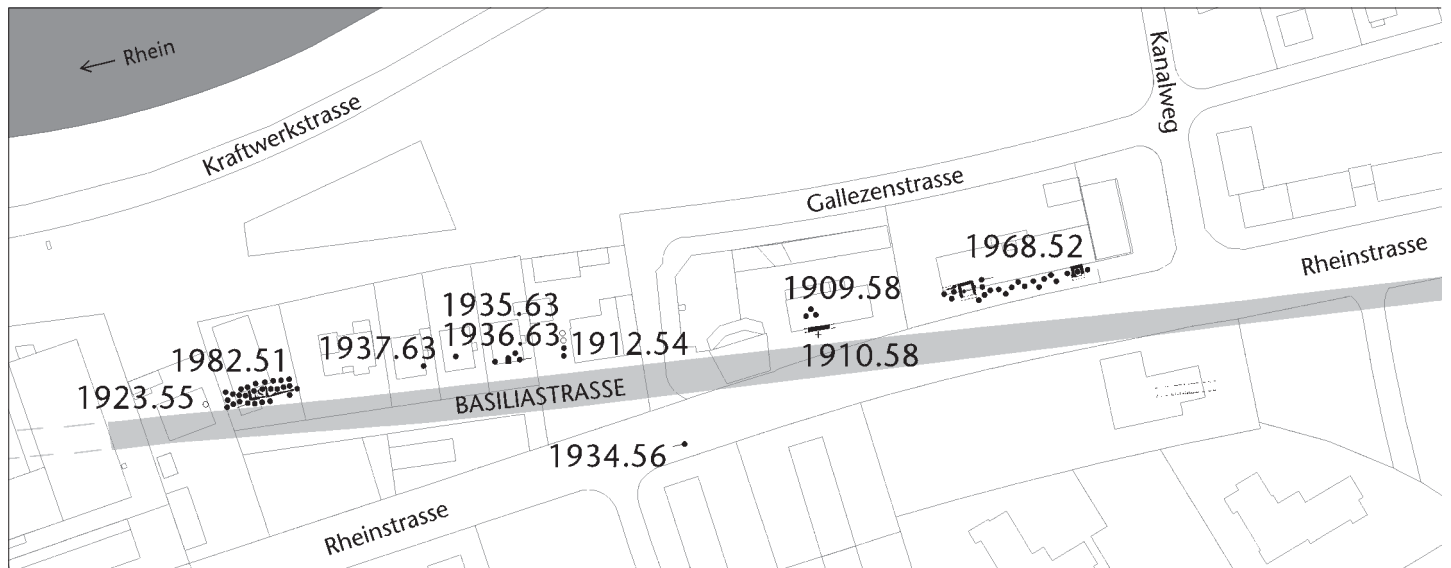 Rhein
Kanalweg
Kraftwerkstrasse
Gallezenstrasse
1968.52
Rheinstrasse
1909.58
1935.63
1936.63
1937.63
1912.54
1982.51
1910.58
1923.55
BASILIASTRASSE
1934.56
Rheinstrasse